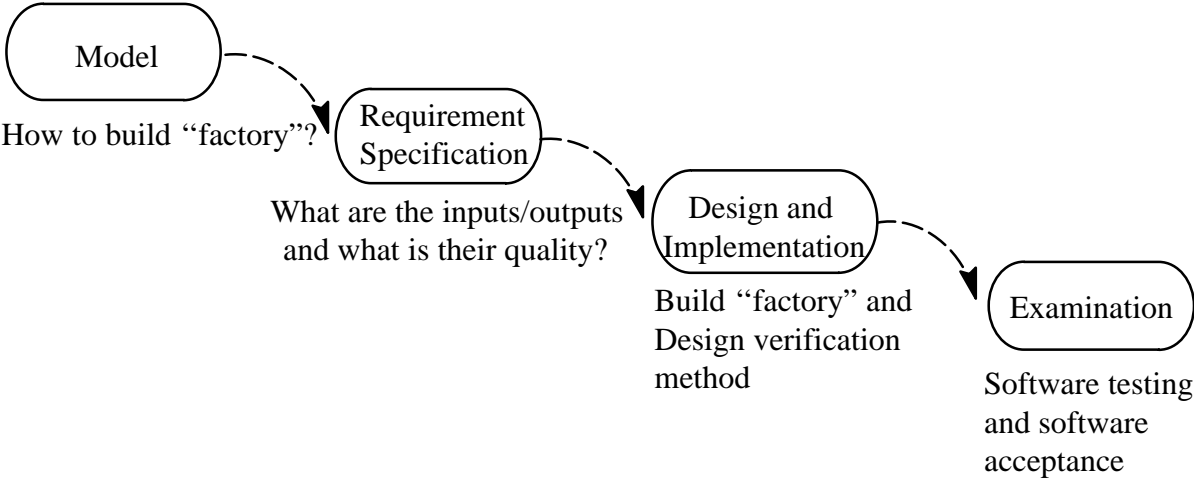 Model
How to build “factory”?
Requirement
Specification
What are the inputs/outputs
and what is their quality?
Design and
Implementation
Build “factory” and
Design verification
method
Examination
Software testing
and software
acceptance